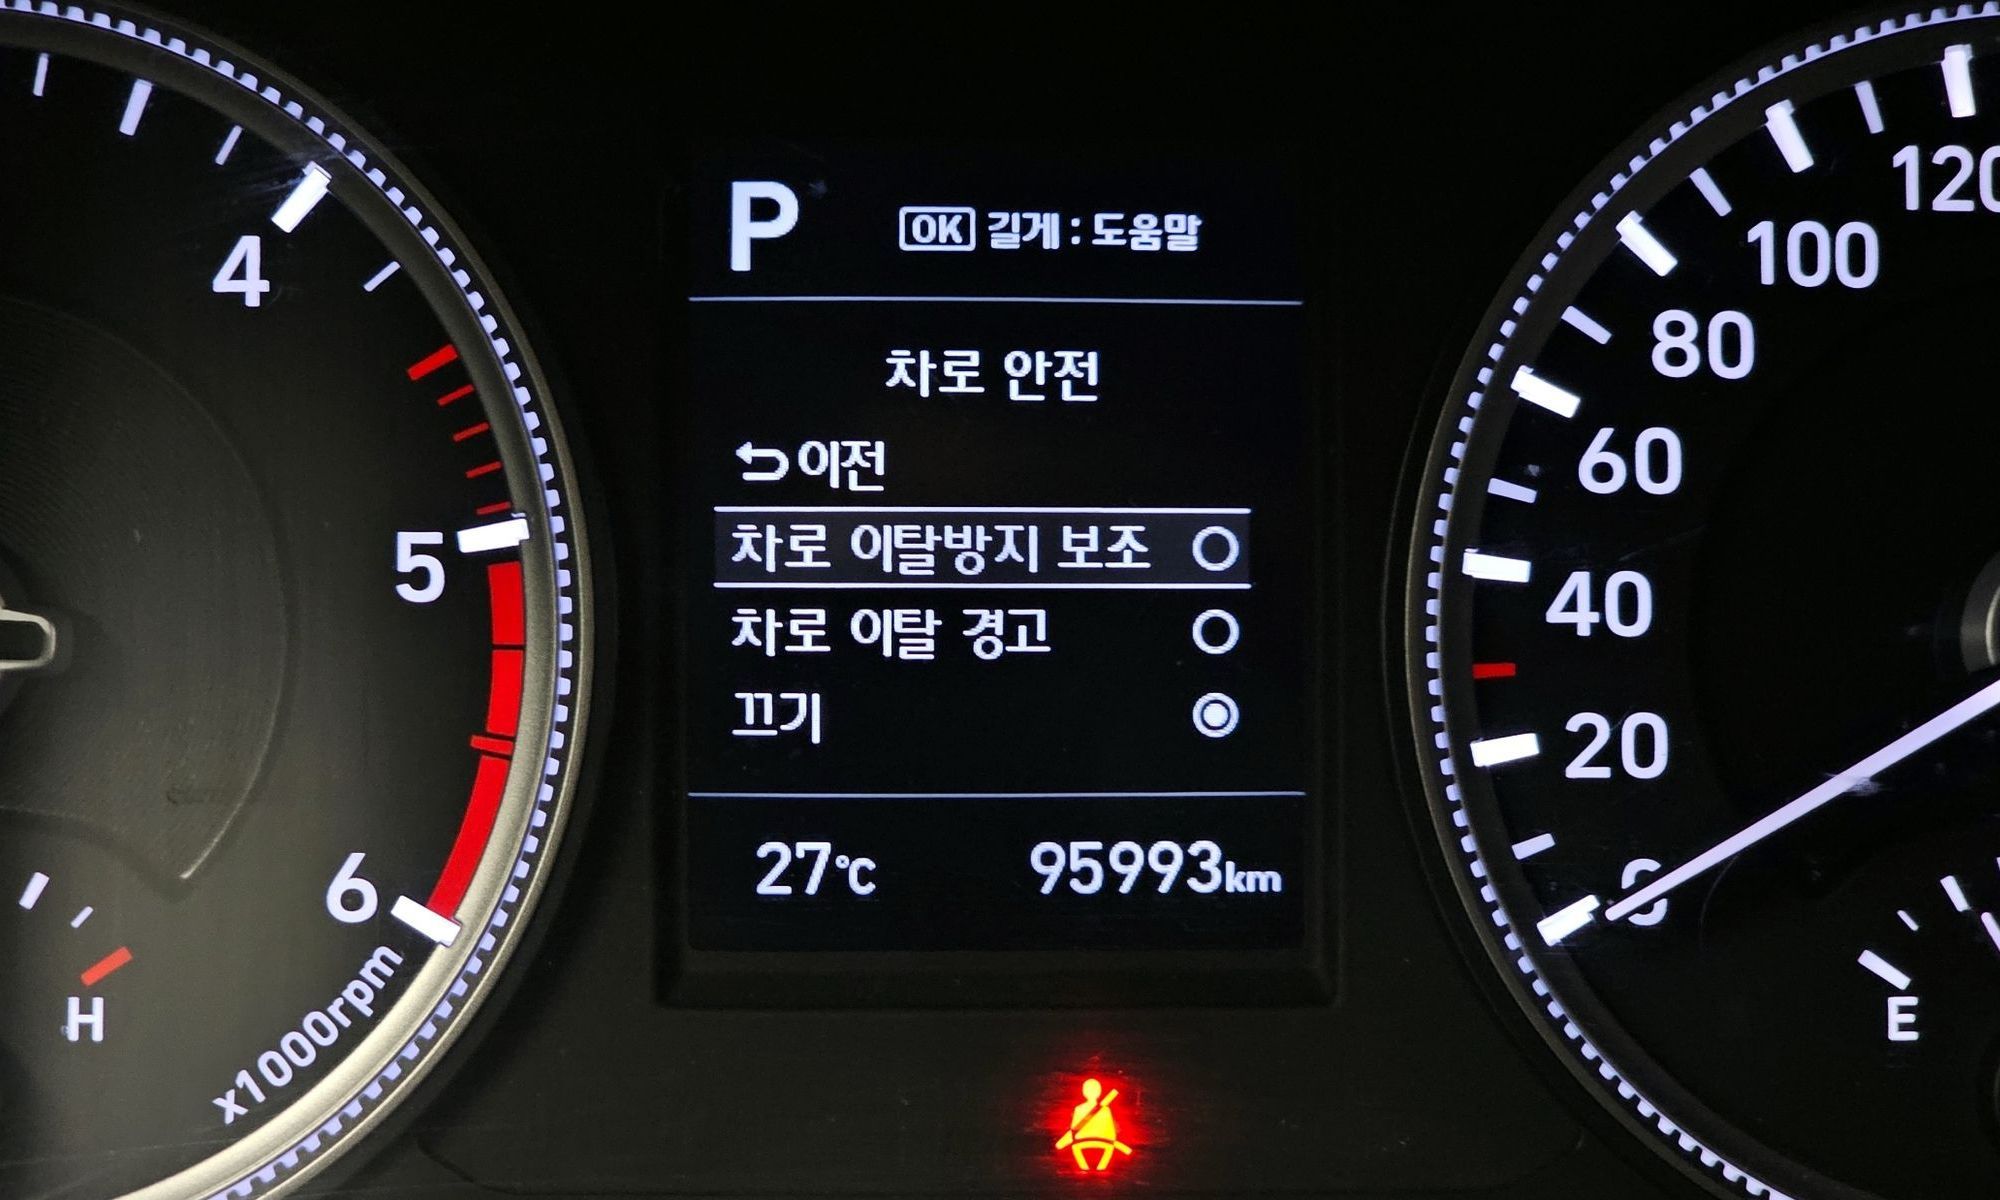 P
OK 길게 : 도움말
차로 안전
이전
차로 이탈방지 보조
차로 이탈 경고
끄기
27°C
95993km
4
5
6
x1000rpm
H
120
100
80
60
40
20
0
E